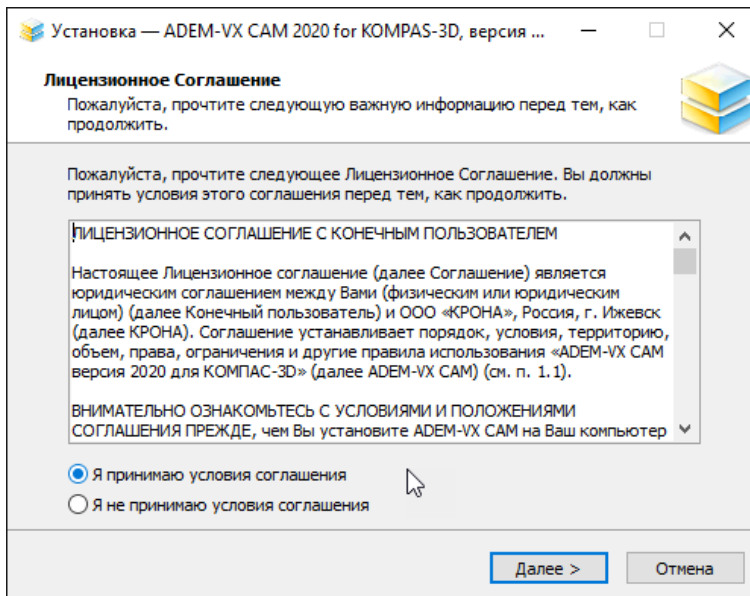 Установка — ADEM-VX CAM 2020 for KOMPAS-3D, версия ...
Лицензионное Соглашение
Пожалуйста, прочтите следующую важную информацию перед тем, как
продолжить.
Пожалуйста, прочтите следующее Лицензионное Соглашение. Вы должны
принять условия этого соглашения перед тем, как продолжить.
ЛИЦЕНЗИОННОЕ СОГЛАШЕНИЕ С КОНЕЧНЫМ ПОЛЬЗОВАТЕЛЕМ
Настоящее Лицензионное соглашение (далее Соглашение) является
юридическим соглашением между Вами (физическим или юридическим
лицом) (далее Конечный пользователь) и ООО «КРОНА», Россия, г. Ижевск
(далее КРОНА). Соглашение устанавливает порядок, условия, территорию,
объем, права, ограничения и другие правила использования «ADEM-VX CAM
версия 2020 для КОМПАС-3D» (далее ADEM-VX CAM) (см. п. 1.1).
ВНИМАТЕЛЬНО ОЗНАКОМЬТЕСЬ С УСЛОВИЯМИ И ПОЛОЖЕНИЯМИ
СОГЛАШЕНИЯ ПРЕЖДЕ, чем Вы установите ADEM-VX CAM на Ваш компьютер
Я принимаю условия соглашения
Я не принимаю условия соглашения
Далее >
Отмена